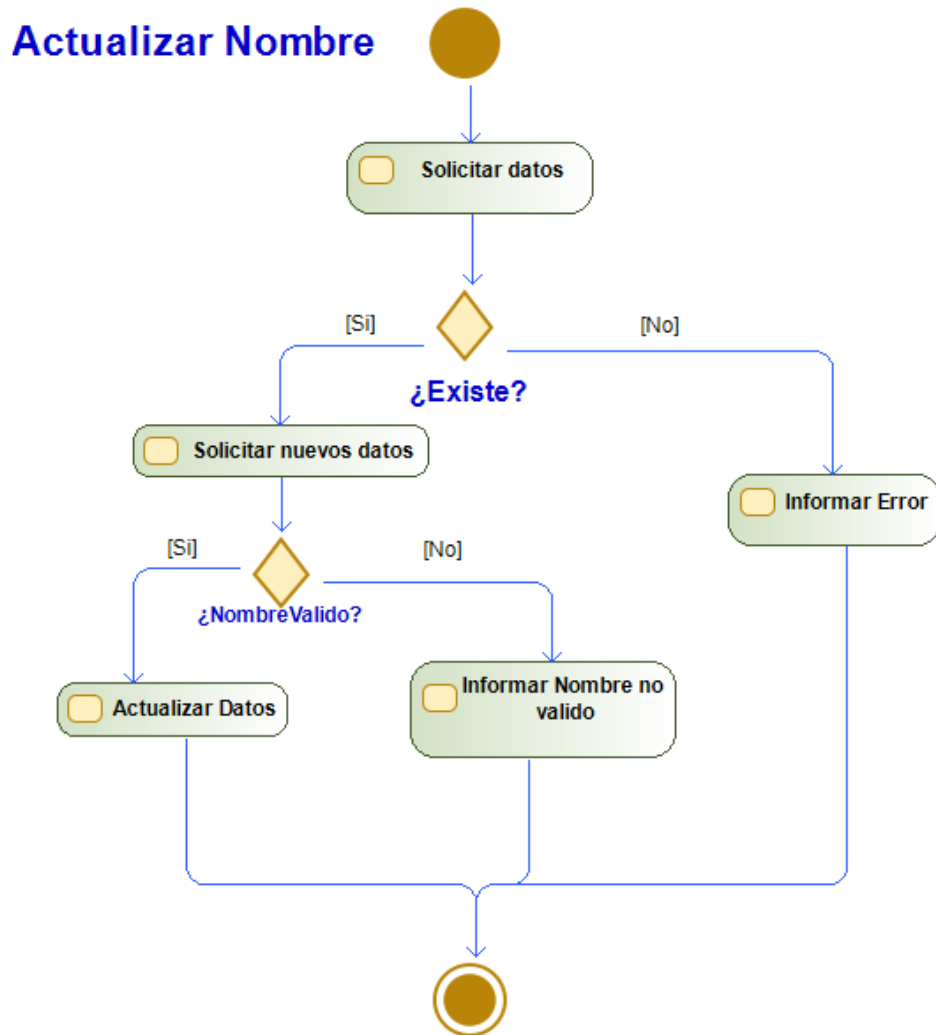 Actualizar Nombre
Solicitar datos
[Si]
[No]
¿Existe?
Solicitar nuevos datos
Informar Error
[Si]
[No]
¿NombreValido?
Actualizar Datos
Informar Nombre no
valido